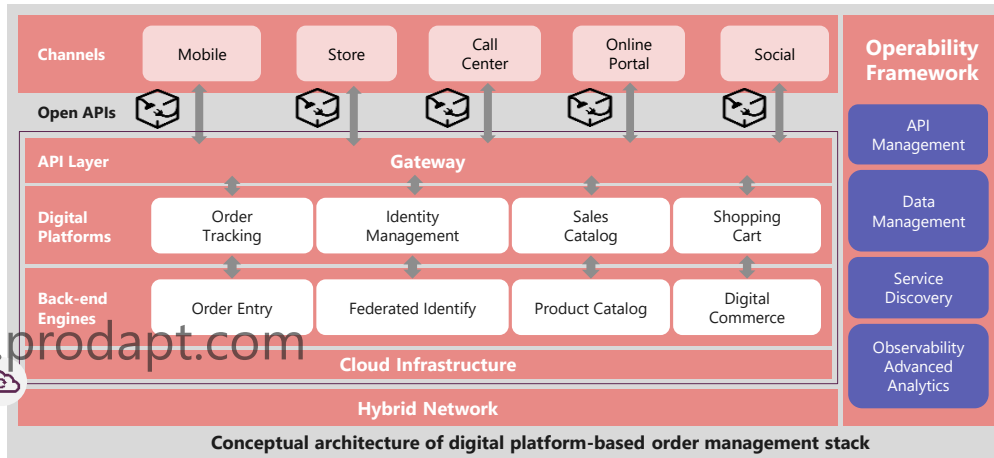 Channels
Mobile
Store
Call
Center
Online
Portal
Social
Open APIs
API Layer
Gateway
Digital
Platforms
Order
Tracking
Identity
Management
Sales
Catalog
Shopping
Cart
Back-end
Engines
Order Entry
Federated Identify
Product Catalog
Digital
Commerce
.prodapt.com
Cloud Infrastructure
Hybrid Network
Operability
Framework
API
Management
Data
Management
Service
Discovery
Observability
Advanced
Analytics
Conceptual architecture of digital platform-based order management stack